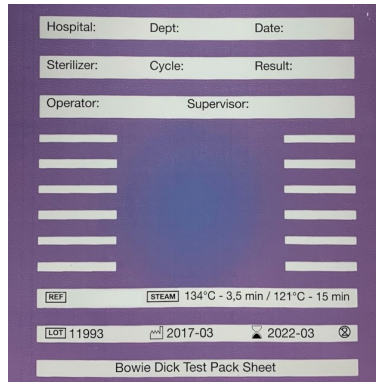 Hospital: Dept: Date:
Sterilizer: Cycle: Result:
Operator: Supervisor:
REF STEAM 134°C - 3,5 min / 121°C - 15 min
LOT 11993 2017-03 2022-03 2
Bowie Dick Test Pack Sheet